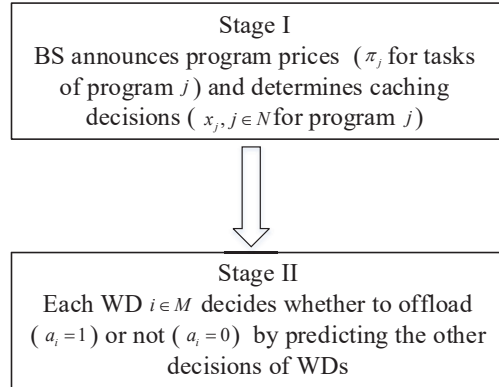 Stage I
BS announces program prices (π_j for tasks
of program j) and determines caching
decisions ( x_j, j∈N for program j)
Stage II
Each WD i∈M decides whether to offload
( a_i =1) or not ( a_i =0) by predicting the other
decisions of WDs